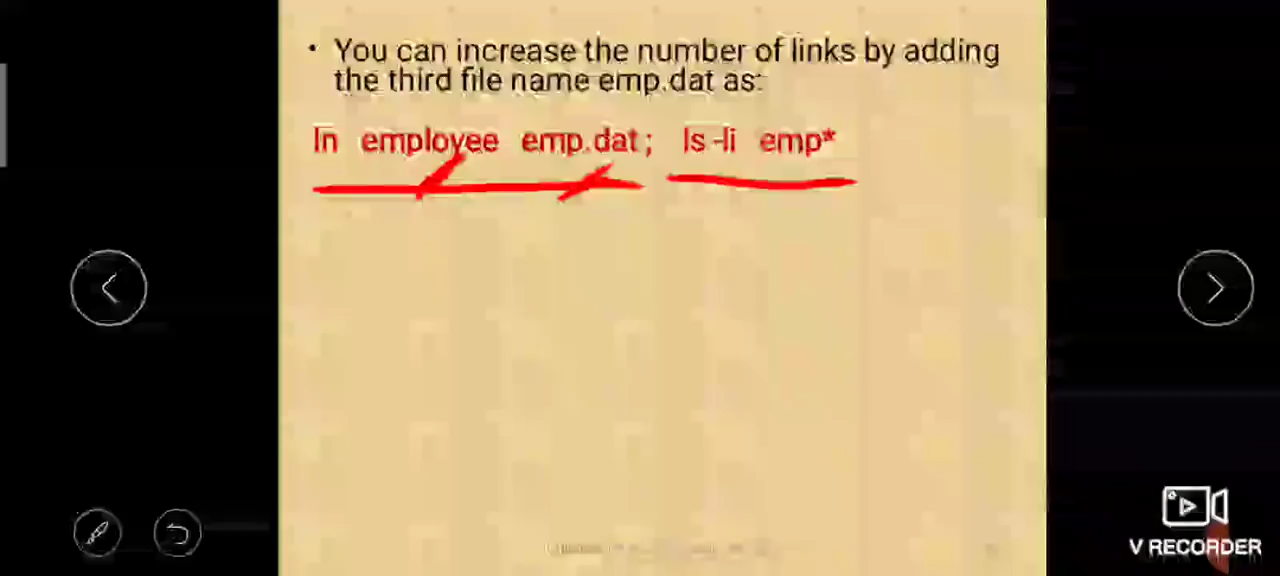 • You can increase the number of links by adding
the third file name emp.dat as:
ln employee emp.dat; ls -li emp*
V RECORDER